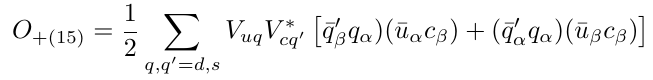 $O_{+(15)} = \frac{1}{2} \sum_{q,q'=d,s} V_{uq} V^{*}_{cq'} \left[ \bar{q}'_{\beta} q_{\alpha})(\bar{u}_{\alpha} c_{\beta}) + (\bar{q}'_{\alpha} q_{\alpha})(\bar{u}_{\beta} c_{\beta}) \right]$